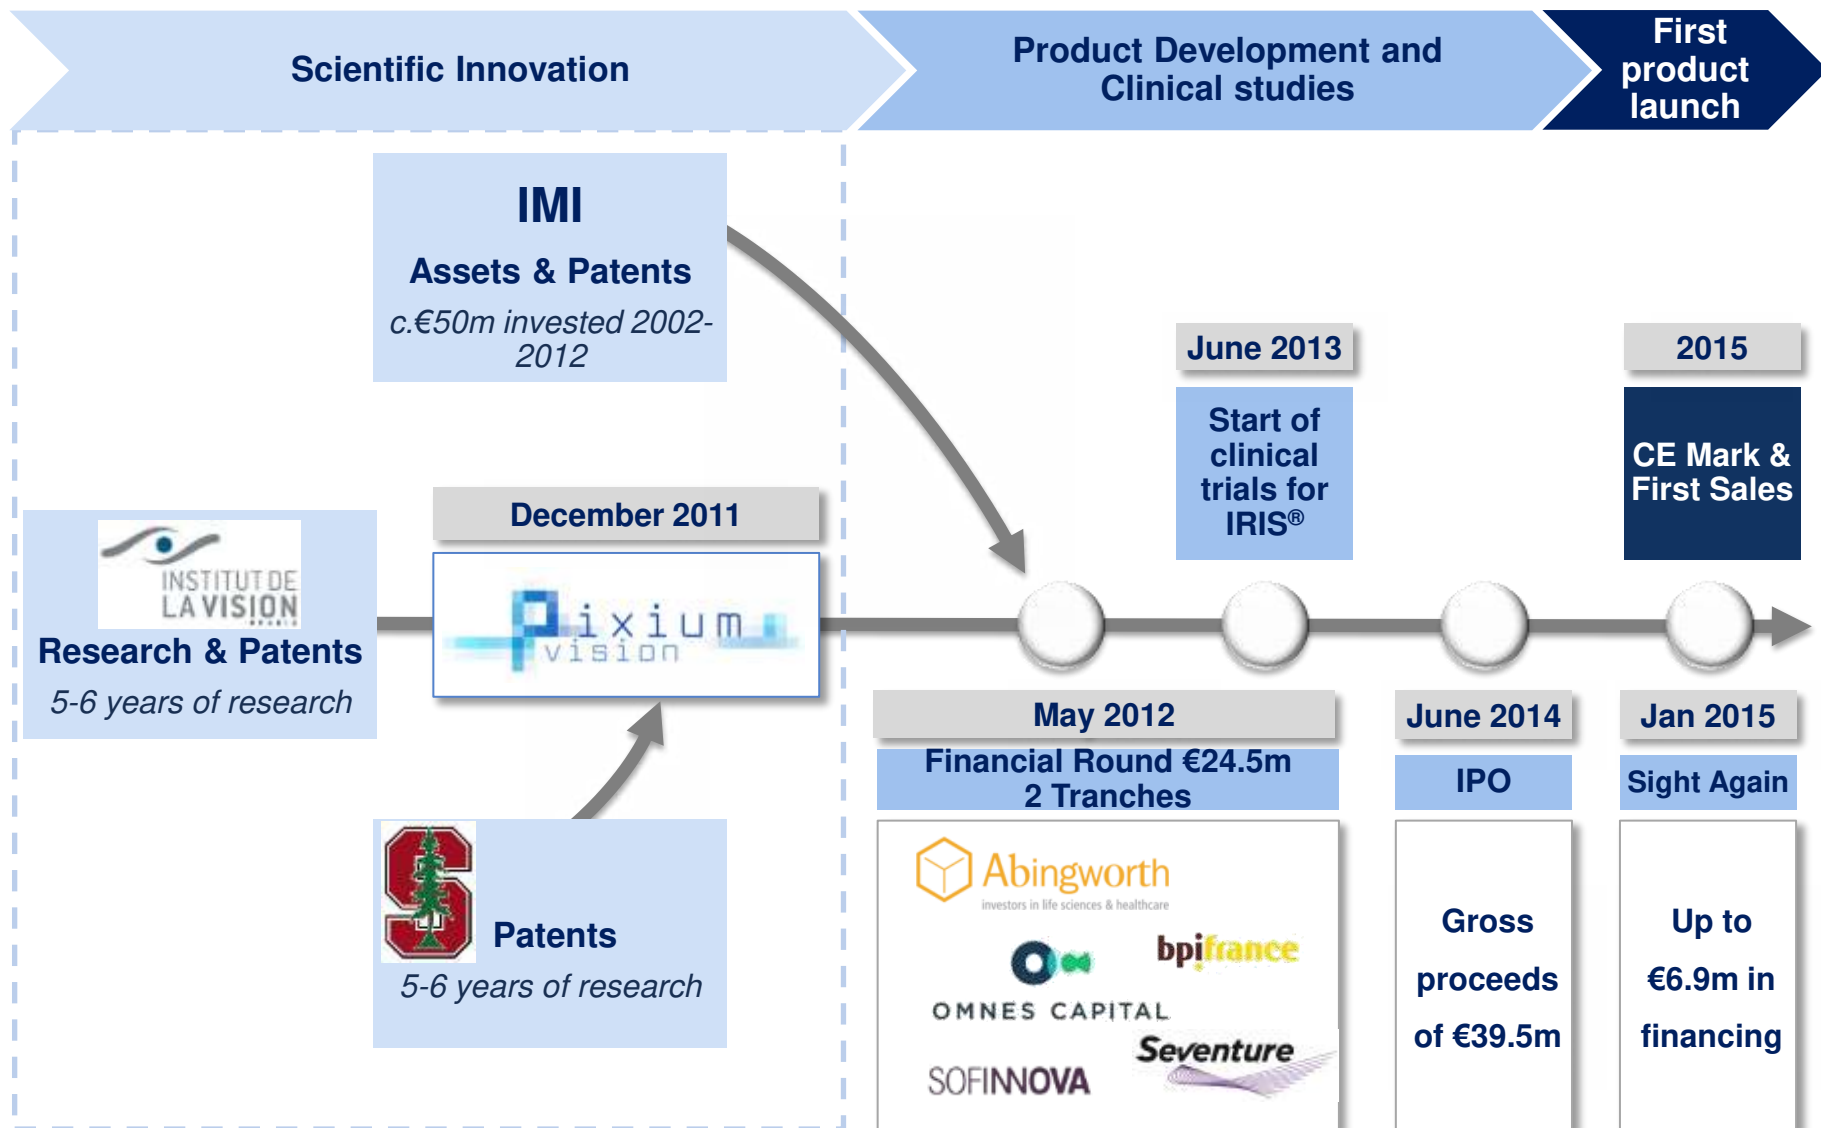 Scientific Innovation
Product Development and
Clinical studies
First
product
launch
IMI
Assets & Patents
c.€50m invested 2002-
2012
December 2011
pixium
vision
INSTITUT DE
LA VISION
Research & Patents
5-6 years of research
S
Patents
5-6 years of research
June 2013
Start of
clinical
trials for
IRIS®
2015
CE Mark &
First Sales
May 2012
Financial Round €24.5m
2 Tranches
Abingworth
investors in life sciences & healthcare
bpifrance
OMNES CAPITAL
Seventure
SOFINNOVA
June 2014
IPO
Gross
proceeds
of €39.5m
Jan 2015
Sight Again
Up to
€6.9m in
financing